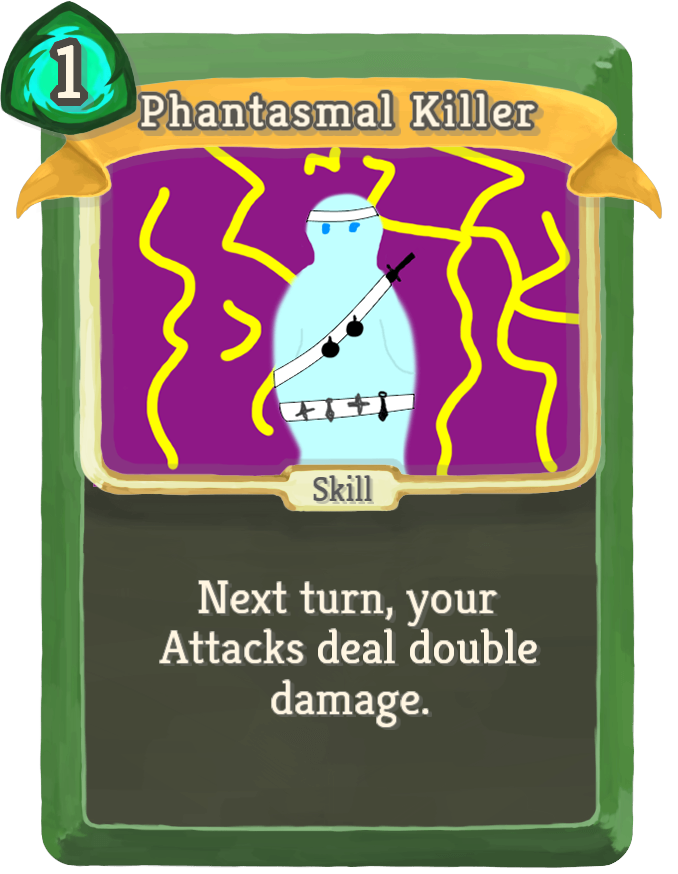 1
Phantasmal Killer
Skill
Next turn, your
Attacks deal double
damage.